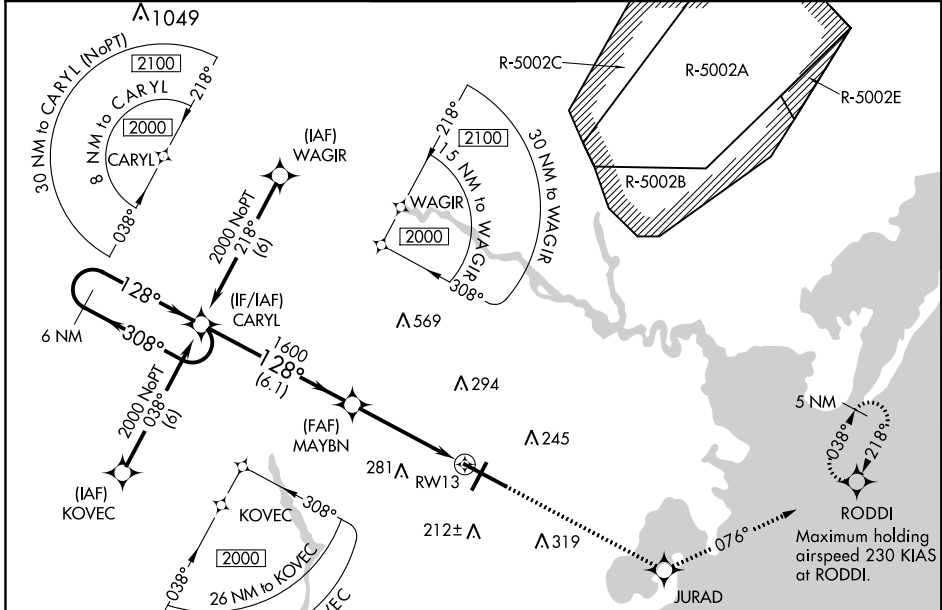 1049
30 NM to CARYL (NoPT)
2100
8 NM to CARYL
218°
2000
CARYL
038°
R-5002C
R-5002A
R-5002E
R-5002B
(IAF)
WAGIR
2000 NoPT
218°
(6)
218°
2100
15 NM to WAGIR
30 NM to WAGIR
WAGIR
2000
308°
128°
(IF/IAF)
CARYL
6 NM
308°
1600
128°
(6.1)
569
2000 NoPT
038°
(6)
294
(FAF)
MAYBN
245
5 NM
038°
218°
(IAF)
KOVEC
281
RW13
RODDI
Maximum holding
airspeed 230 KIAS
at RODDI.
308°
KOVEC
038°
2000
26 NM to KOVEC
VEC
212±
319
076°
JURAD